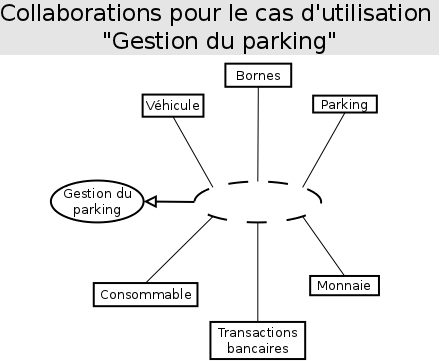 Collaborations pour le cas d'utilisation
"Gestion du parking"
Bornes
Véhicule
Parking
Gestion du
parking
Consommable
Monnaie
Transactions
bancaires